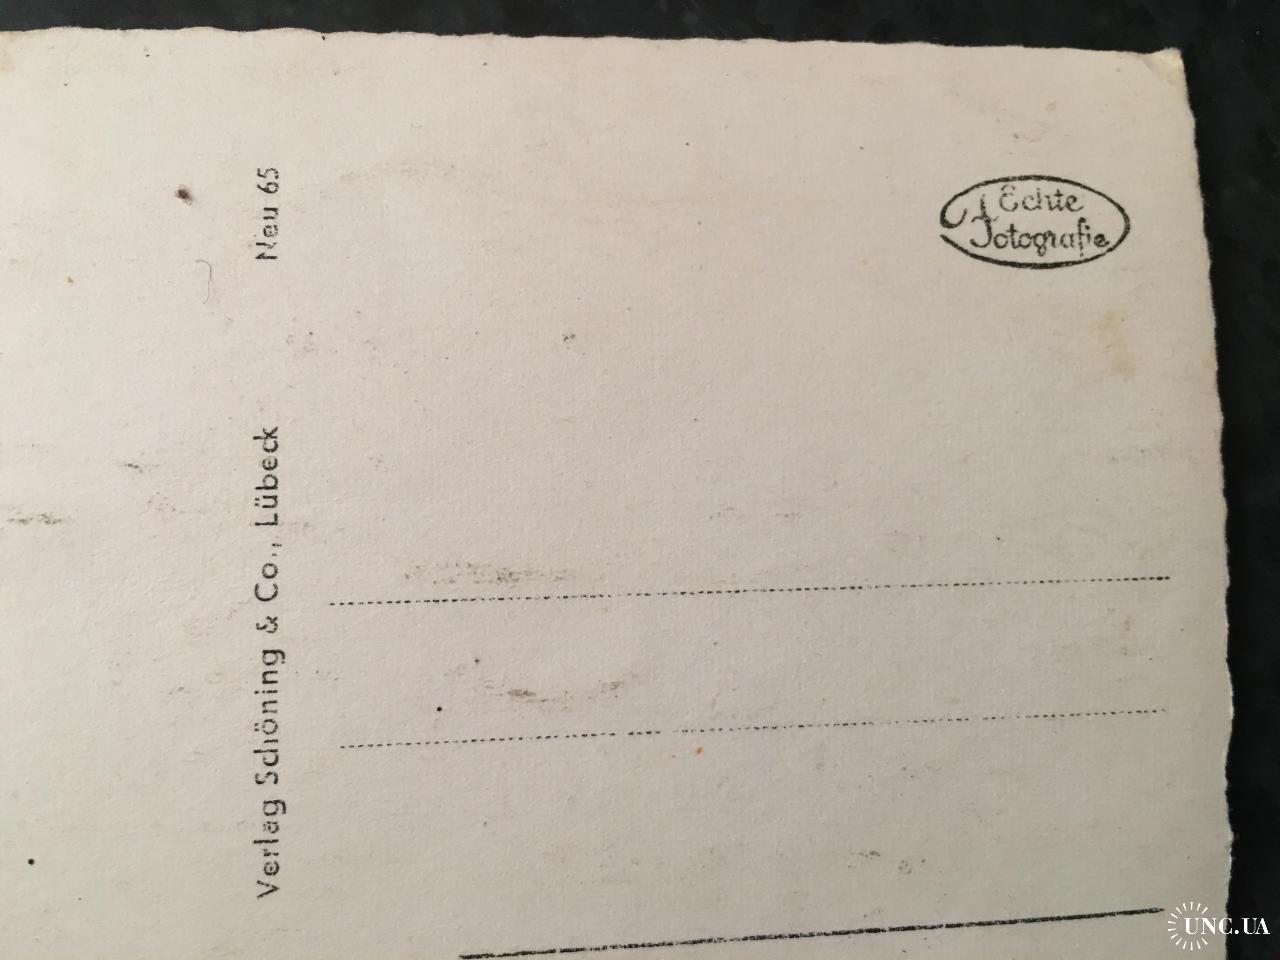 Echte
Fotografie
Verlag Schöning & Co., Lübeck
Neu 65
UNC.UA